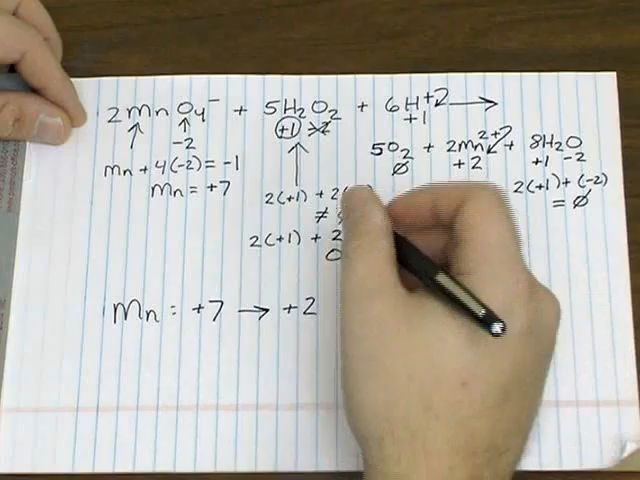 2MnO₄⁻ + 5H₂O₂ + 6H⁺ →
+1 -2 +1
-2
5O₂ + 2Mn²⁺ + 8H₂O
Ø +2 +1 -2
Mn + 4(-2) = -1
Mn = +7
2(+1) + (-2)
= Ø
2(+1) + 2(
≠
2(+1) + 2
Mn = +7 → +2